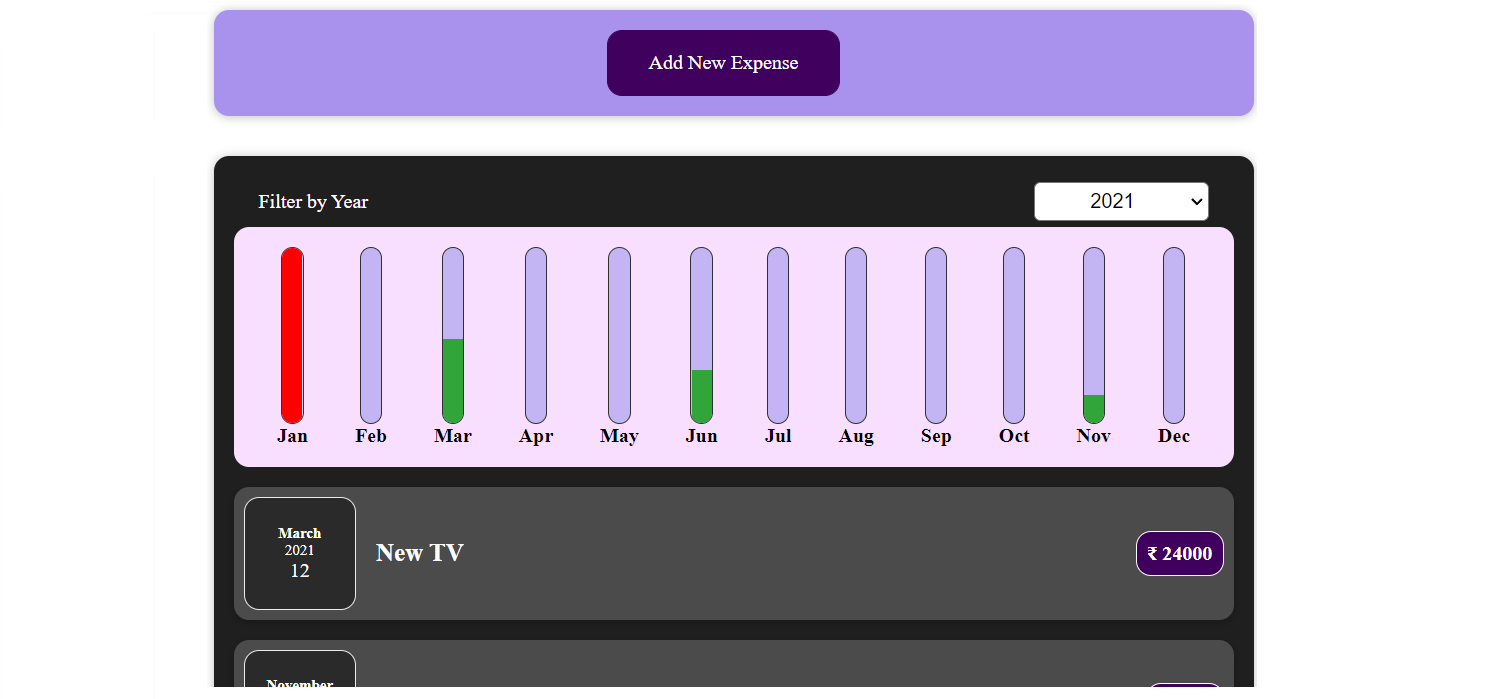 Add New Expense
Filter by Year
2021
Jan Feb Mar Apr May Jun Jul Aug Sep Oct Nov Dec
March
2021
12
New TV
₹ 24000
November